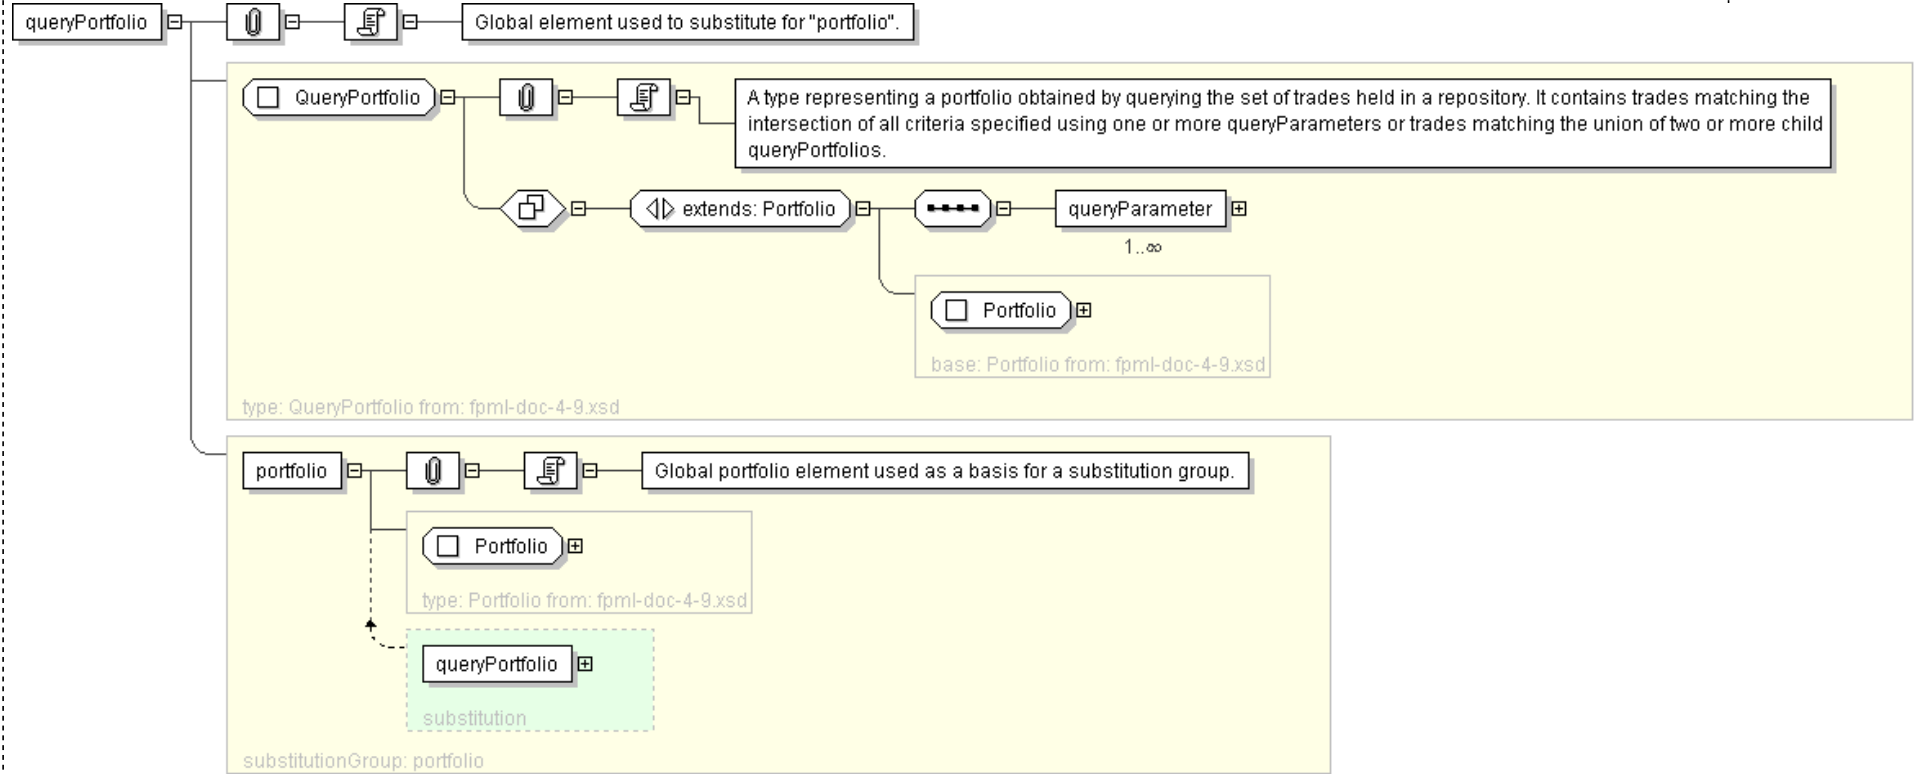 queryPortfolio
Global element used to substitute for "portfolio".
QueryPortfolio
A type representing a portfolio obtained by querying the set of trades held in a repository. It contains trades matching the
intersection of all criteria specified using one or more queryParameters or trades matching the union of two or more child
queryPortfolios.
extends: Portfolio
queryParameter
1..∞
Portfolio
base: Portfolio from: fpml-doc-4-9.xsd
type: QueryPortfolio from: fpml-doc-4-9.xsd
portfolio
Global portfolio element used as a basis for a substitution group.
Portfolio
type: Portfolio from: fpml-doc-4-9.xsd
queryPortfolio
substitution
substitutionGroup: portfolio